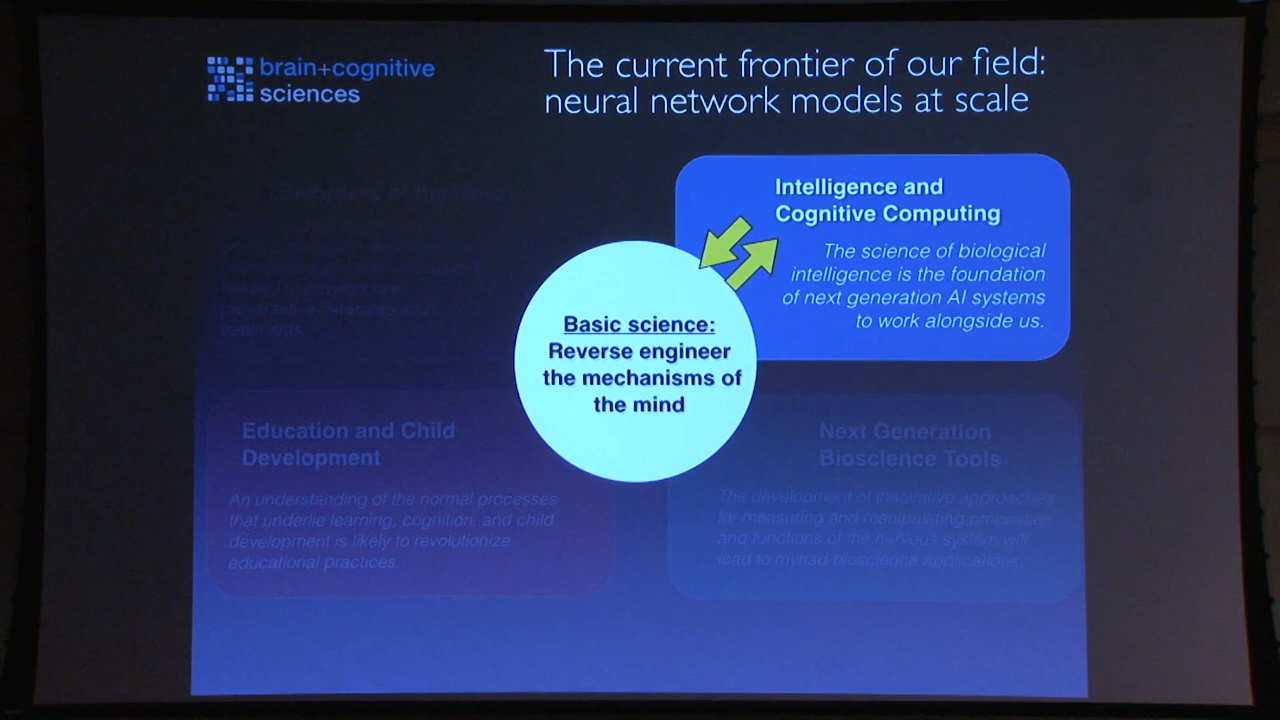 brain+cognitive
sciences
The current frontier of our field:
neural network models at scale
Intelligence and
Cognitive Computing
The science of biological
intelligence is the foundation
of next generation AI systems
to work alongside us.
Basic science:
Reverse engineer
the mechanisms of
the mind
Education and Child
Development
An understanding of the normal processes
that underlie learning, cognition, and child
development is likely to revolutionize
educational practices.
Next Generation
Bioscience Tools
The development of innovative approaches
for measuring and manipulating processes
and functions of the nervous system will
lead to myriad bioscience applications.